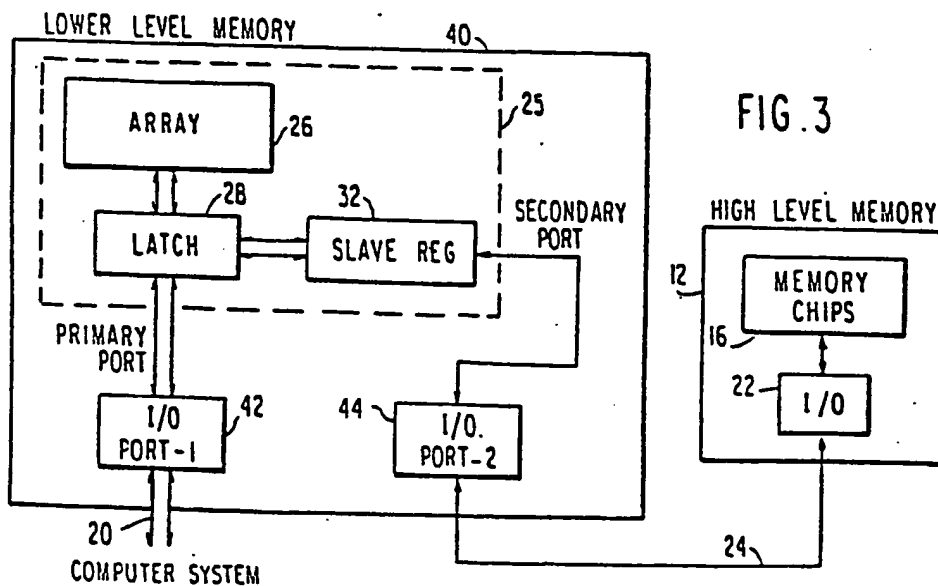 LOWER LEVEL MEMORY
40
25
ARRAY
26
FIG.3
28
LATCH
32
SLAVE REG
SECONDARY
PORT
HIGH LEVEL MEMORY
12
MEMORY
CHIPS
16
PRIMARY
PORT
22
I/O
I/O
PORT-1
42
44
I/O.
PORT-2
20
COMPUTER SYSTEM
24